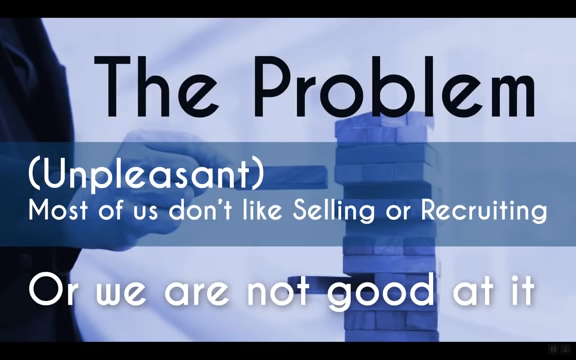 The Problem
(Unpleasant)
Most of us don't like Selling or Recruiting
Or we are not good at it